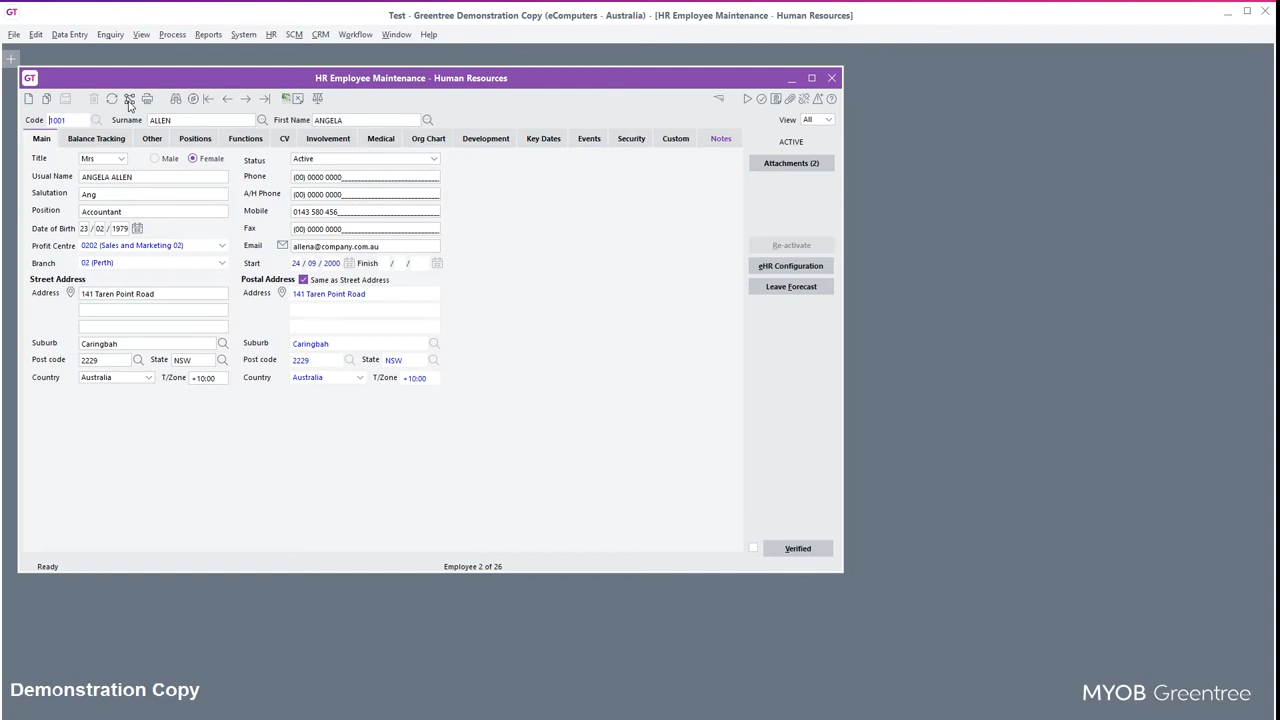 GT
Test - Greentree Demonstration Copy (eComputers - Australia) - [HR Employee Maintenance - Human Resources]
File Edit Data Entry Enquiry View Process Reports System HR SCM CRM Workflow Window Help
GT HR Employee Maintenance - Human Resources
Code 1001 Surname ALLEN First Name ANGELA View All
Main Balance Tracking Other Positions Functions CV Involvement Medical Org Chart Development Key Dates Events Security Custom Notes
ACTIVE
Title Mrs Male Female Status Active
Attachments (2)
Usual Name ANGELA ALLEN Phone (00) 0000 0000
Salutation Ang A/H Phone (00) 0000 0000
Position Accountant Mobile 0143 580 456
Date of Birth 23 / 02 / 1979 Fax (00) 0000 0000
Profit Centre 0202 (Sales and Marketing 02) Email allena@company.com.au
Re-activate
Branch 02 (Perth) Start 24 / 09 / 2000 Finish / /
eHR Configuration
Street Address Postal Address Same as Street Address
Leave Forecast
Address 141 Taren Point Road Address 141 Taren Point Road
Suburb Caringbah Suburb Caringbah
Post code 2229 State NSW Post code 2229 State NSW
Country Australia T/Zone +10:00 Country Australia T/Zone +10:00
Verified
Ready Employee 2 of 26
Demonstration Copy MYOB Greentree